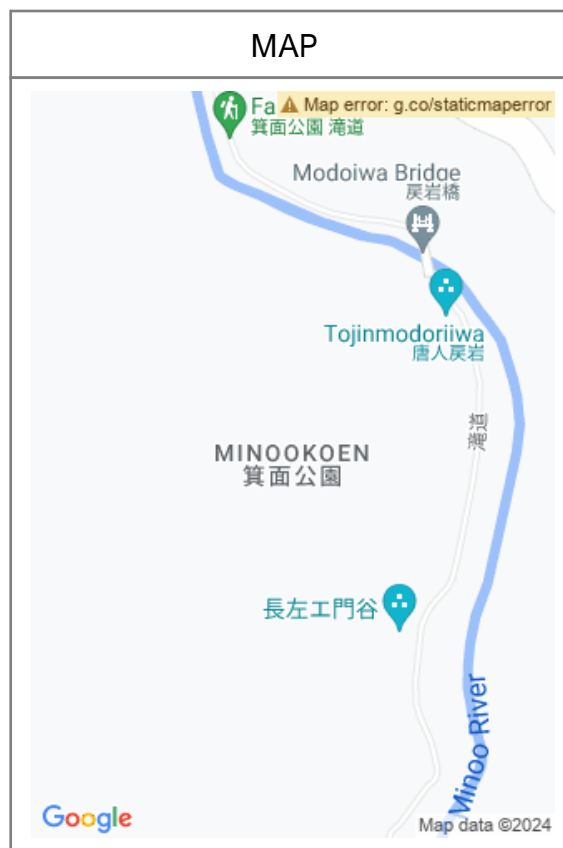 MAP
Fa
Map error: g.co/staticmaperror
箕面公園 滝道
Modoiwa Bridge
戻岩橋
Tojinmodoriiwa
唐人戻岩
滝道
MINOOKOEN
箕面公園
長左エ門谷
Minoo River
Google
Map data ©2024